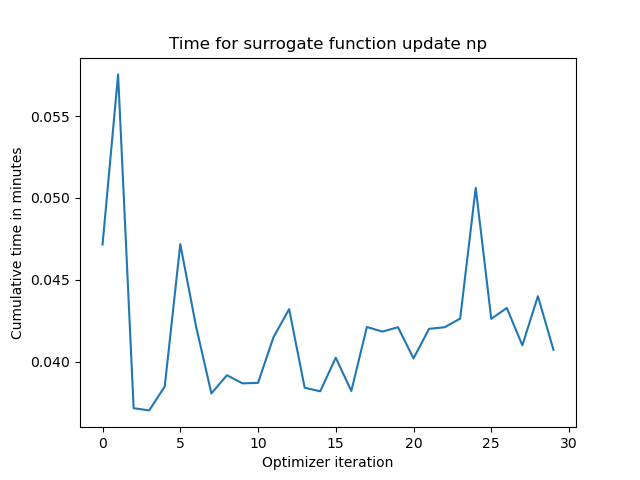 Time for surrogate function update np
Cumulative time in minutes
0.055
0.050
0.045
0.040
0 5 10 15 20 25 30
Optimizer iteration